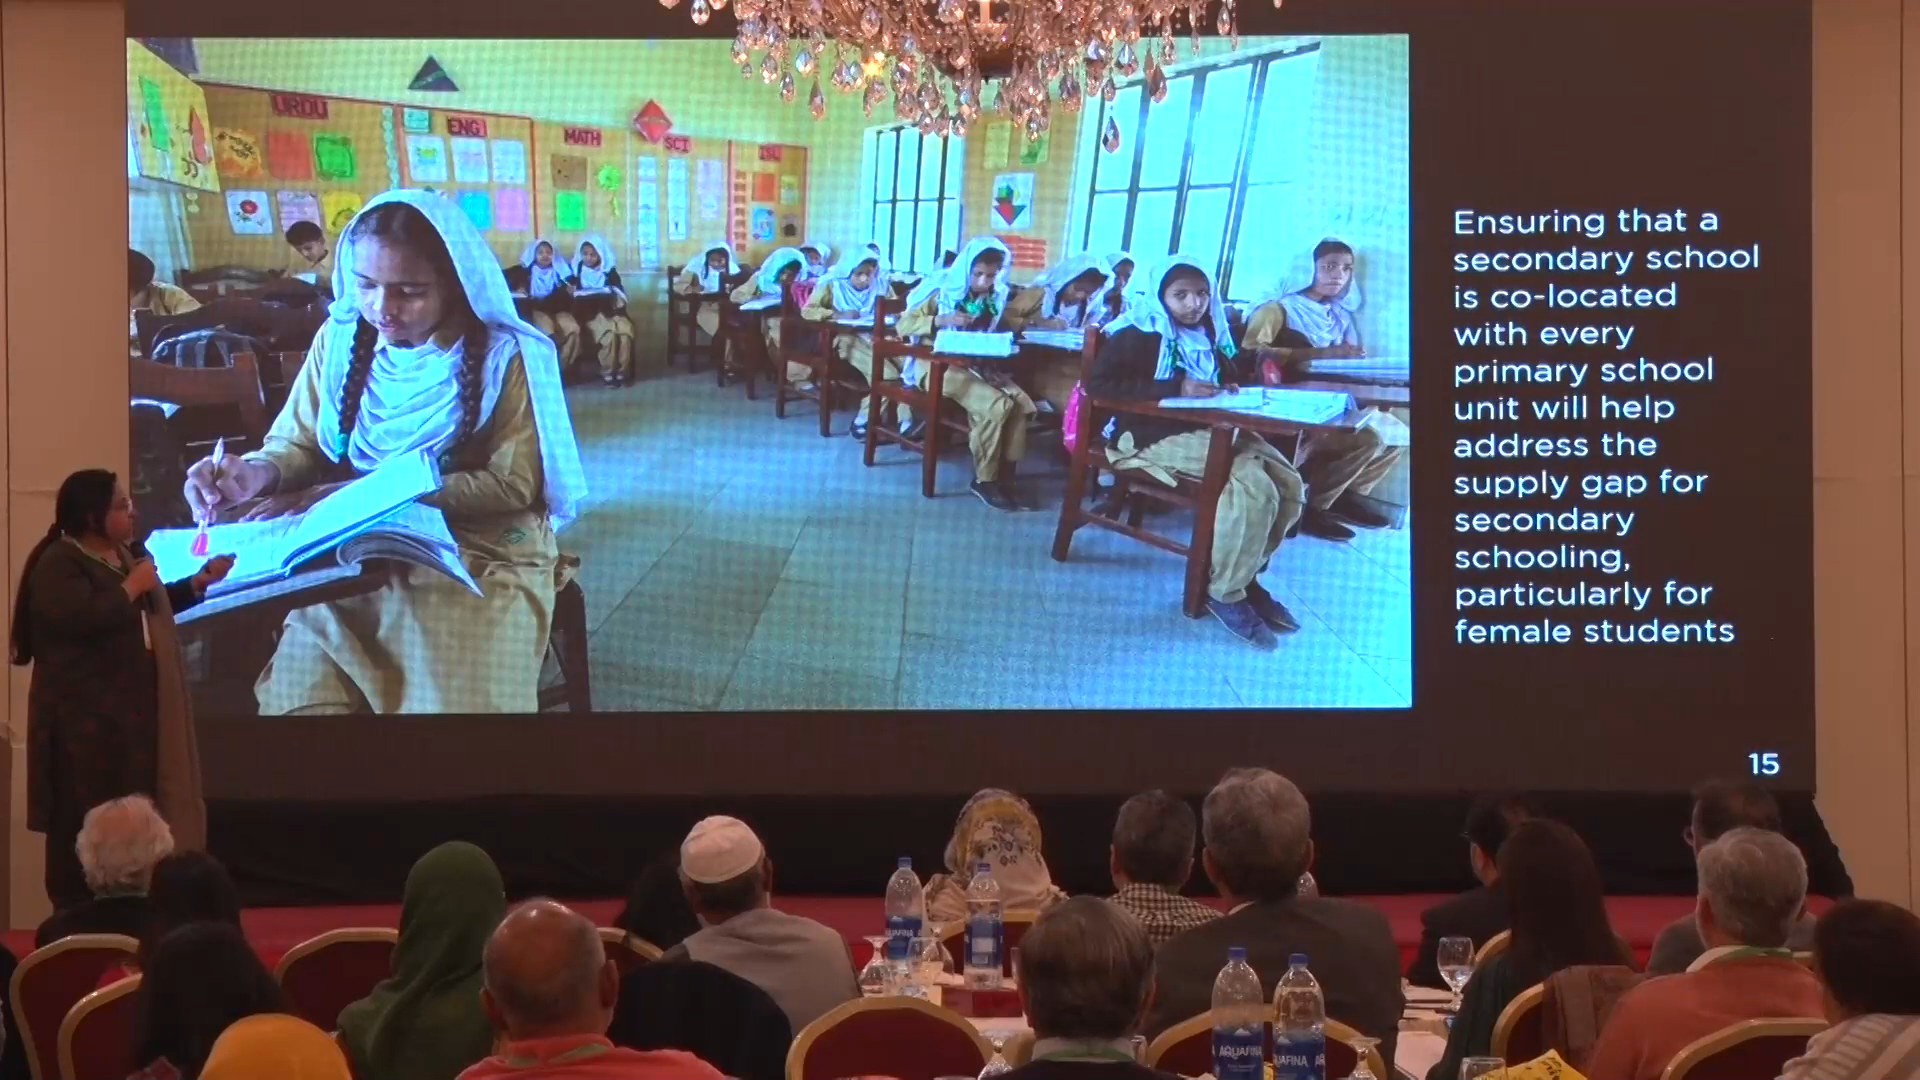 URDU
ENG
MATH
SCI
Ensuring that a
secondary school
is co-located
with every
primary school
unit will help
address the
supply gap for
secondary
schooling,
particularly for
female students
15
AQUAFINA